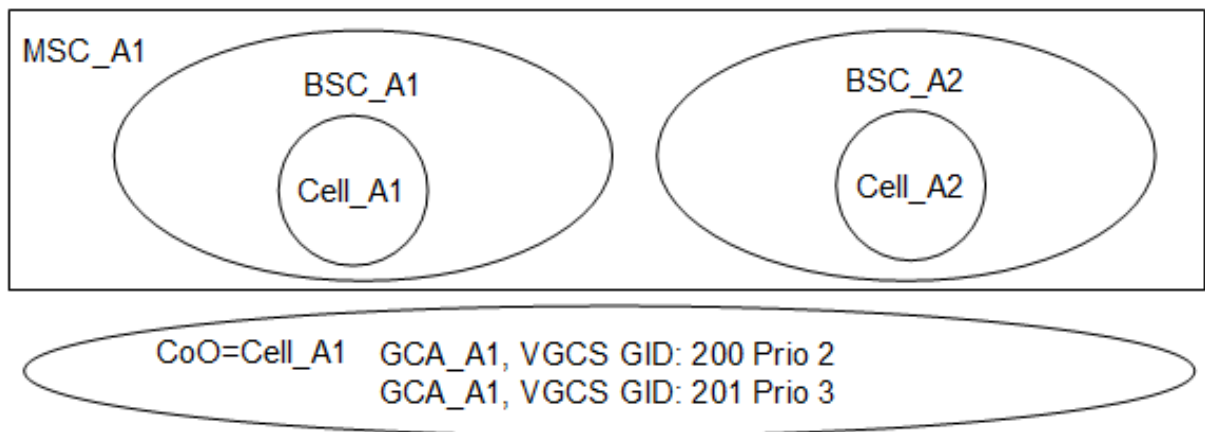 MSC_A1
BSC_A1
BSC_A2
Cell_A1
Cell_A2
CoO=Cell_A1 GCA_A1, VGCS GID: 200 Prio 2
GCA_A1, VGCS GID: 201 Prio 3